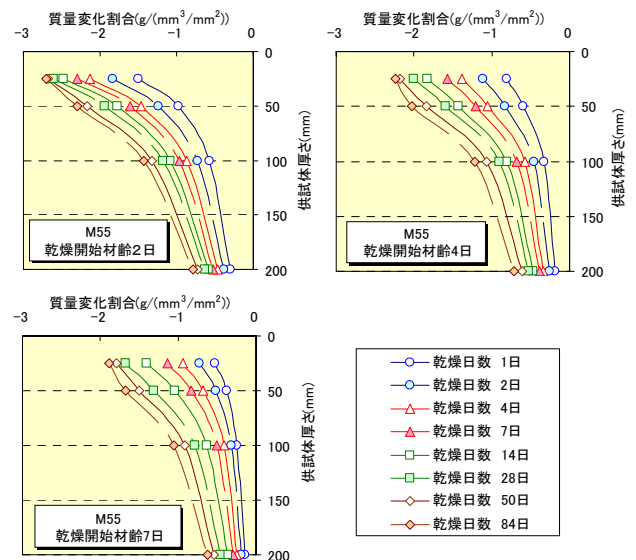 質量変化割合(g/(mm³/mm²))
-3 -2 -1 0
0
50
100
150
200
供試体厚さ(mm)
M55
乾燥開始材齢2日
質量変化割合(g/(mm³/mm²))
-3 -2 -1 0
0
50
100
150
200
供試体厚さ(mm)
M55
乾燥開始材齢4日
質量変化割合(g/(mm³/mm²))
-3 -2 -1 0
0
50
100
150
200
供試体厚さ(mm)
M55
乾燥開始材齢7日
乾燥日数 1日
乾燥日数 2日
乾燥日数 4日
乾燥日数 7日
乾燥日数 14日
乾燥日数 28日
乾燥日数 50日
乾燥日数 84日